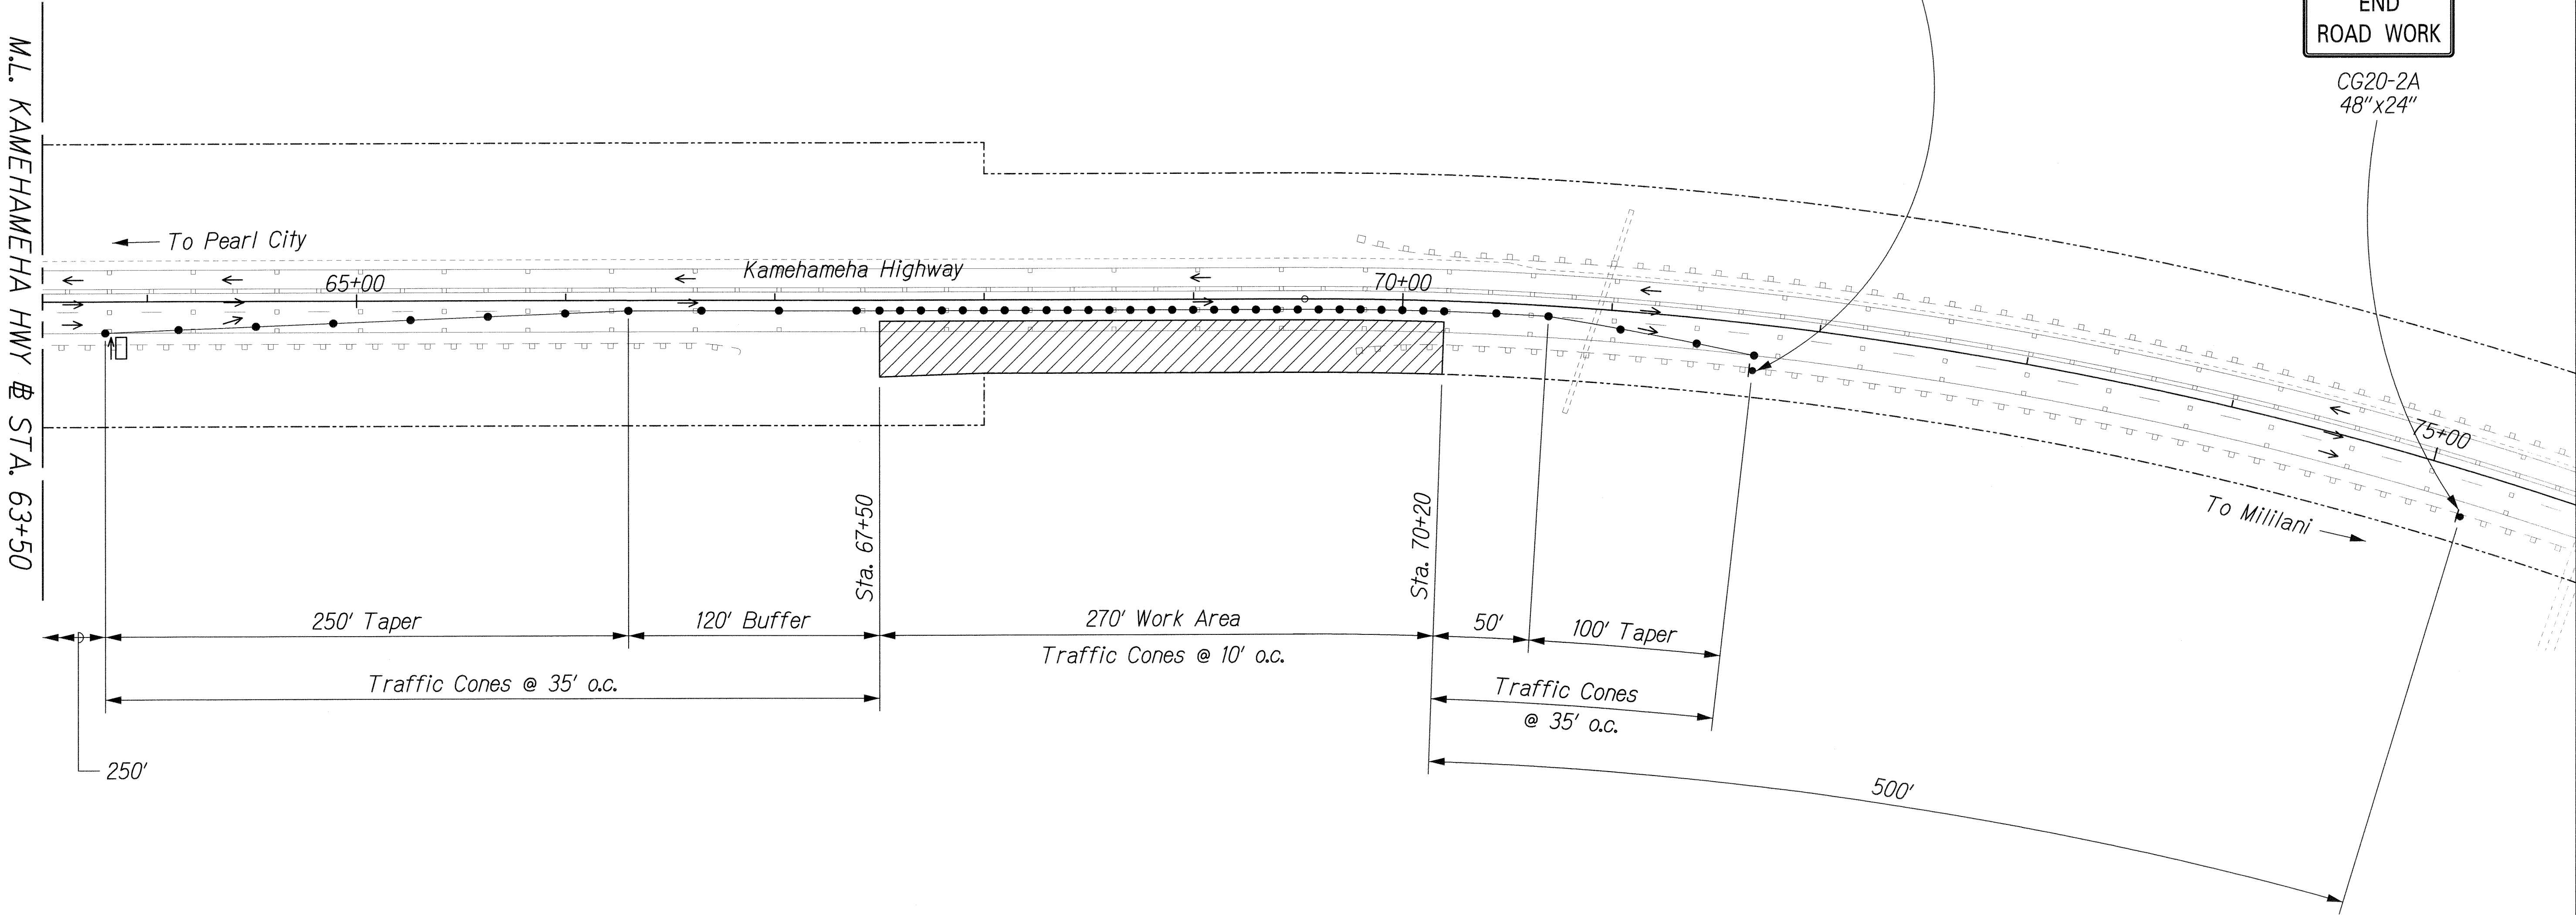 END
ROAD WORK
CG20-2A
48"x24"
M.L. KAMEHAMEHA HWY ⅊ STA. 63+50
To Pearl City
Kamehameha Highway
65+00
70+00
75+00
To Mililani
Sta. 67+50
Sta. 70+20
250' Taper
120' Buffer
270' Work Area
50'
100' Taper
Traffic Cones @ 10' o.c.
Traffic Cones @ 35' o.c.
Traffic Cones
@ 35' o.c.
250'
500'